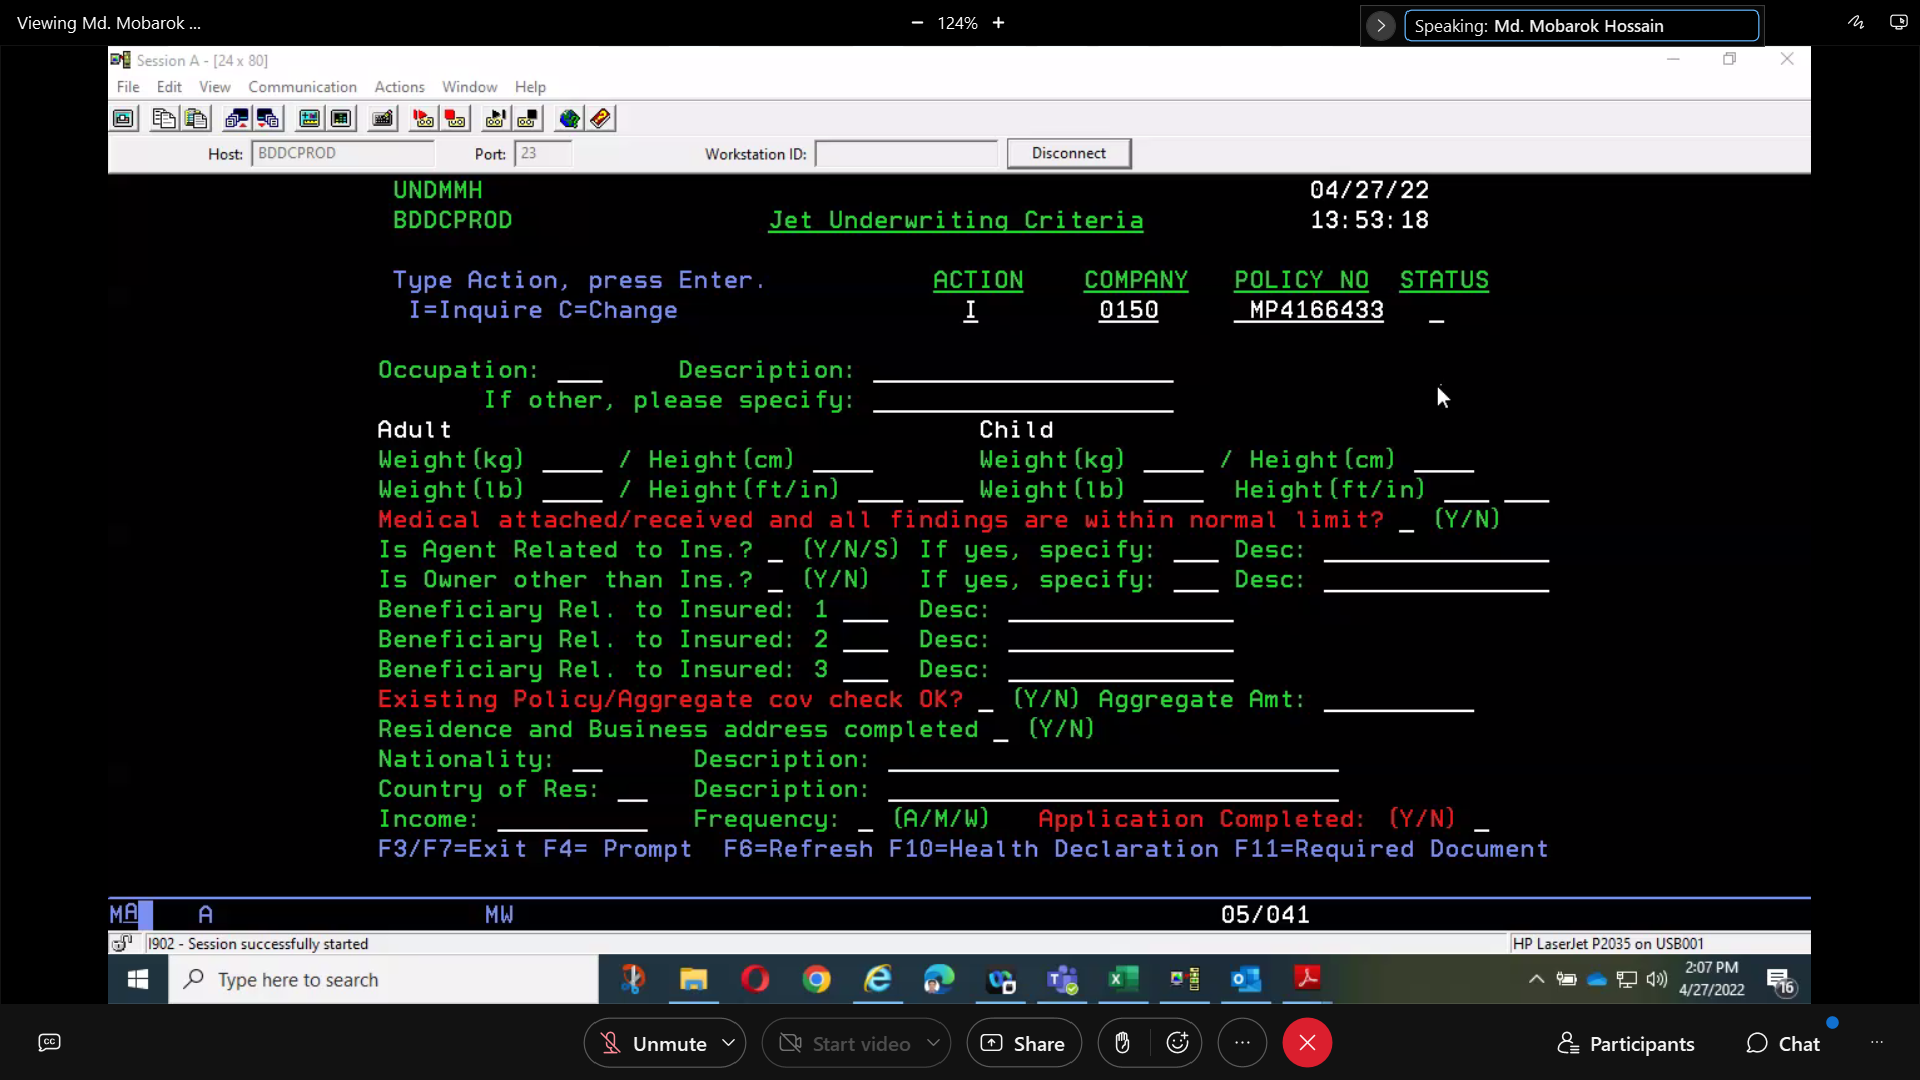 Viewing Md. Mobarok ...
124%
Speaking: Md. Mobarok Hossain
Session A - [24 x 80]
File Edit View Communication Actions Window Help
Host: BDDCPROD Port: 23 Workstation ID: Disconnect
UNDMMH 04/27/22
BDDCPROD Jet Underwriting Criteria 13:53:18
Type Action, press Enter. ACTION COMPANY POLICY NO STATUS
I=Inquire C=Change I 0150 MP4166433 _
Occupation: ___ Description: ____________________
If other, please specify: ____________________
Adult Child
Weight(kg) ____ / Height(cm) ____ Weight(kg) ____ / Height(cm) ____
Weight(lb) ____ / Height(ft/in) ___ ___ Weight(lb) ____ Height(ft/in) ___ ___
Medical attached/received and all findings are within normal limit? _ (Y/N)
Is Agent Related to Ins.? _ (Y/N/S) If yes, specify: ___ Desc: _______________
Is Owner other than Ins.? _ (Y/N) If yes, specify: ___ Desc: _______________
Beneficiary Rel. to Insured: 1 ___ Desc: _______________
Beneficiary Rel. to Insured: 2 ___ Desc: _______________
Beneficiary Rel. to Insured: 3 ___ Desc: _______________
Existing Policy/Aggregate cov check OK? _ (Y/N) Aggregate Amt: __________
Residence and Business address completed _ (Y/N)
Nationality: __ Description: ______________________________
Country of Res: __ Description: ______________________________
Income: __________ Frequency: _ (A/M/W) Application Completed: (Y/N) _
F3/F7=Exit F4= Prompt F6=Refresh F10=Health Declaration F11=Required Document
MA A MW 05/041
I902 - Session successfully started HP LaserJet P2035 on USB001
Type here to search 2:07 PM
4/27/2022 16
Unmute Start video Share Participants Chat